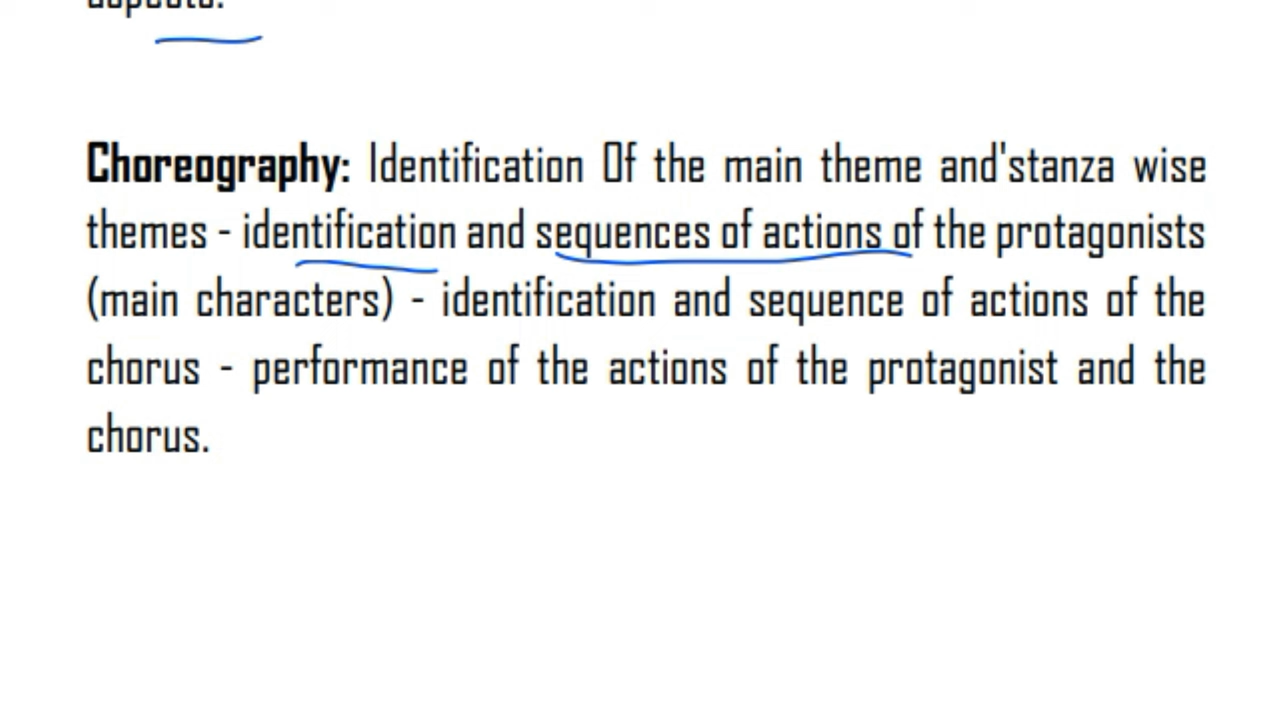 Choreography: Identification Of the main theme and'stanza wise
themes - identification and sequences of actions of the protagonists
(main characters) - identification and sequence of actions of the
chorus - performance of the actions of the protagonist and the
chorus.